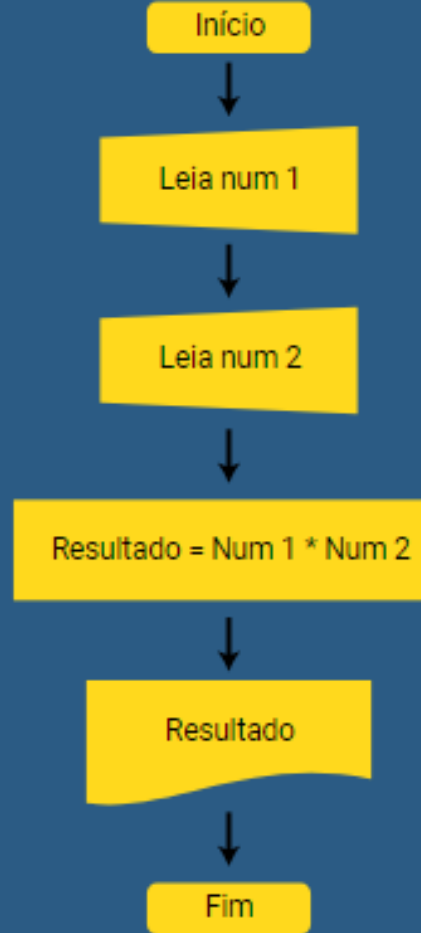 Início
Leia num 1
Leia num 2
Resultado = Num 1 * Num 2
Resultado
Fim